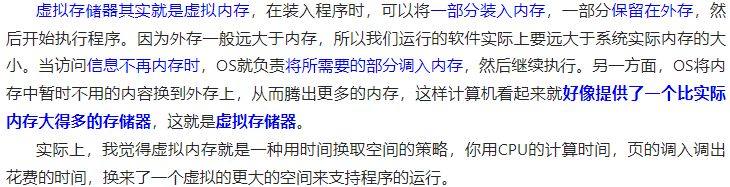 虚拟存储器其实就是虚拟内存，在装入程序时，可以将一部分装入内存，一部分保留在外存，然
后开始执行程序。因为外存一般远大于内存，所以我们运行的软件实际上要远大于系统实际内存的大
小。当访问信息不再内存时，OS就负责将所需要的部分调入内存，然后继续执行。另一方面，OS将内
存中暂时不用的内容换到外存上，从而腾出更多的内存，这样计算机看起来就好像提供了一个比实际
内存大得多的存储器，这就是虚拟存储器。
实际上，我觉得虚拟内存就是一种用时间换取空间的策略，你用CPU的计算时间，页的调入调出
花费的时间，换来了一个虚拟的更大的空间来支持程序的运行。